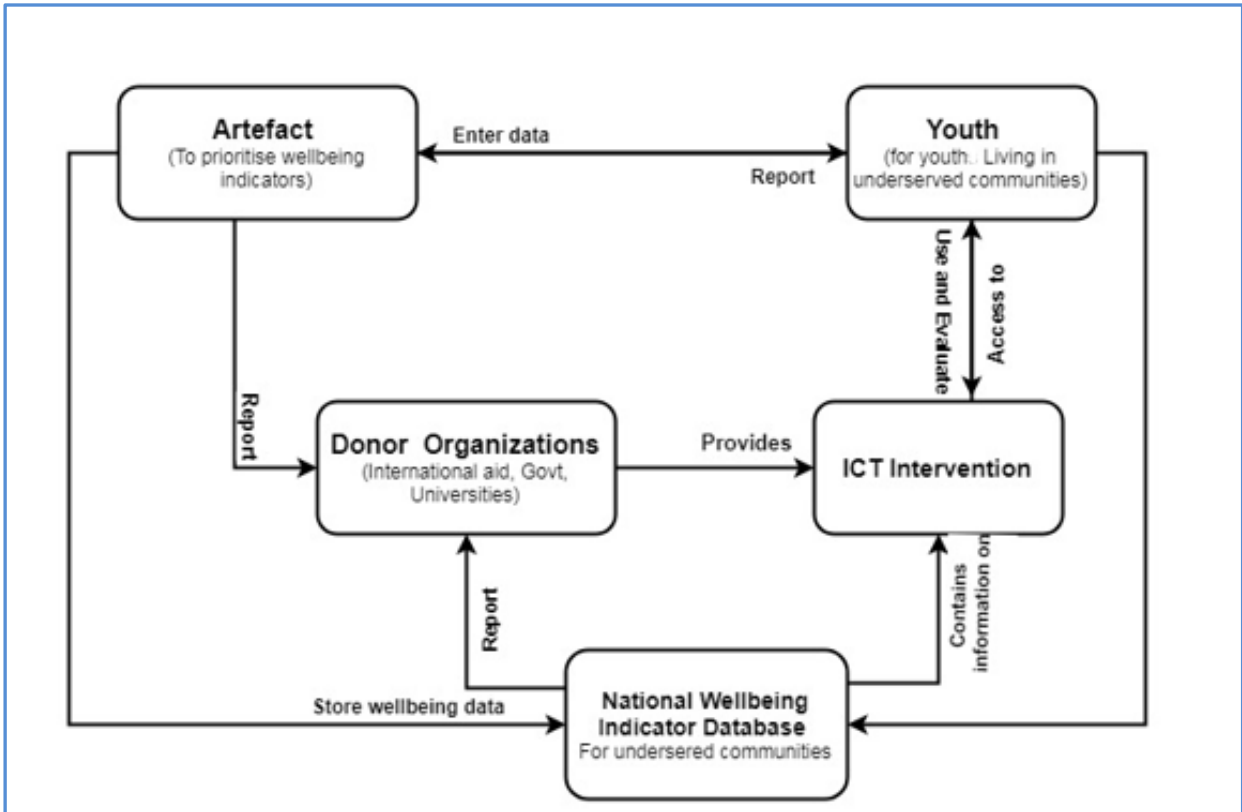 Artefact
(To prioritise wellbeing
indicators)
Enter data
Report
Youth
(for youth.: Living in
underserved communities)
Use and Evaluate
Access to
Report
Donor Organizations
(International aid, Govt,
Universities)
Provides
ICT Intervention
Report
Contains
information on
Store wellbeing data
National Wellbeing
Indicator Database
For undersered communities